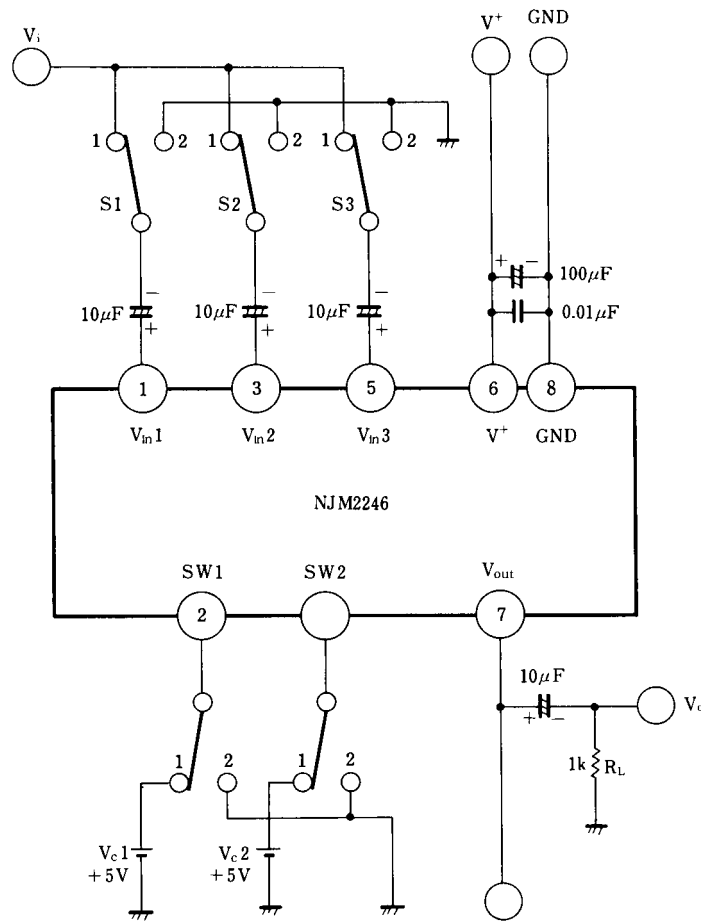 Vi
V+ GND
1 2 1 2 1 2
S1 S2 S3
+ − 100μF
− − −
10μF 10μF 10μF 0.01μF
+ + +
1 3 5 6 8
Vin1 Vin2 Vin3 V+ GND
NJM2246
SW1 SW2 Vout
2 7
10μF
+ − Vo
1 2 1 2
1k RL
Vc1 Vc2
+5V +5V